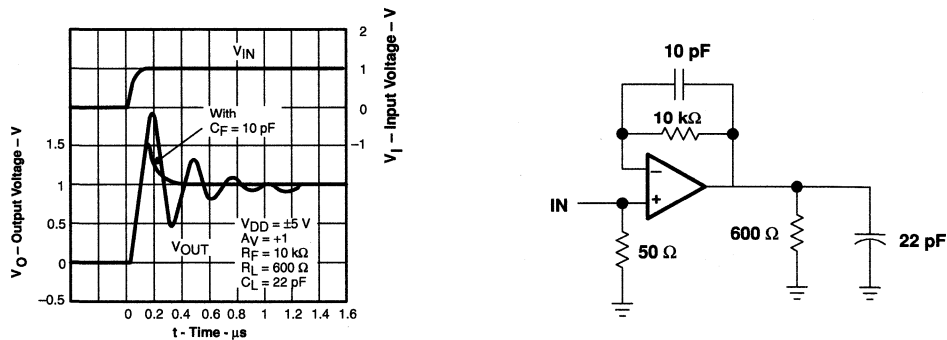 2
1
0
–1
V_I – Input Voltage – V
V_IN
With
C_F = 10 pF
1.5
1
0.5
0
–0.5
V_O – Output Voltage – V
V_OUT
V_DD = ±5 V
A_V = +1
R_F = 10 kΩ
R_L = 600 Ω
C_L = 22 pF
0 0.2 0.4 0.6 0.8 1.0 1.2 1.4 1.6
t - Time - μs
10 pF
10 kΩ
–
+
IN
50 Ω
600 Ω
22 pF